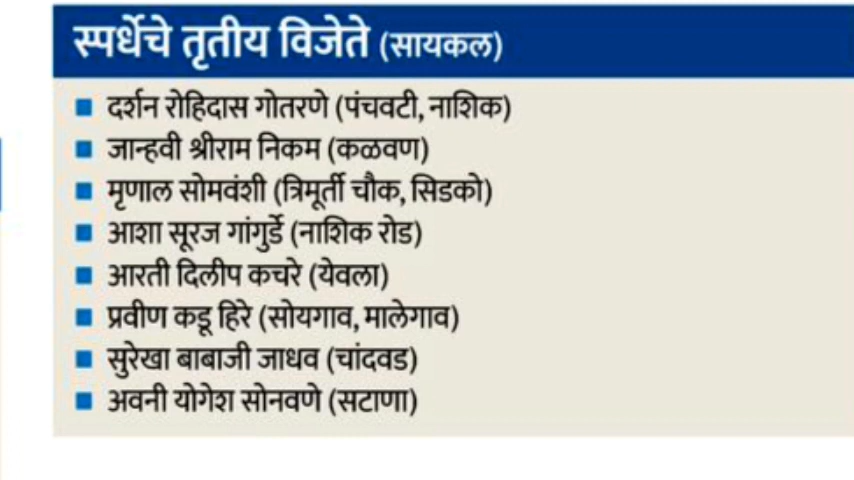 स्पर्धेचे तृतीय विजेते (सायकल)
दर्शन रोहिदास गोतरणे (पंचवटी, नाशिक)
जान्हवी श्रीराम निकम (कळवण)
मृणाल सोमवंशी (त्रिमूर्ती चौक, सिडको)
आशा सूरज गांगुर्डे (नाशिक रोड)
आरती दिलीप कचरे (येवला)
प्रवीण कडू हिरे (सोयगाव, मालेगाव)
सुरेखा बाबाजी जाधव (चांदवड)
अवनी योगेश सोनवणे (सटाणा)